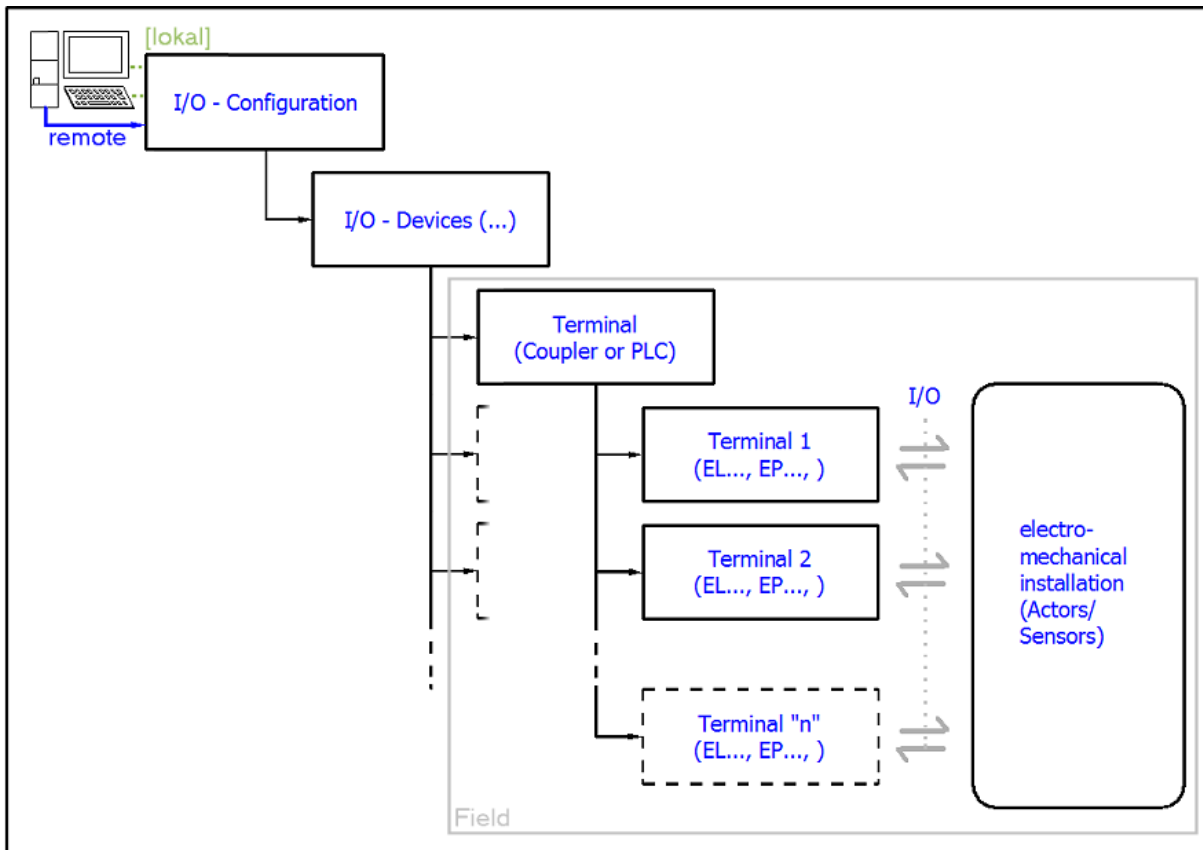 [lokal]
I/O - Configuration
remote
I/O - Devices (...)
Terminal
(Coupler or PLC)
I/O
Terminal 1
(EL..., EP..., )
Terminal 2
(EL..., EP..., )
electro-
mechanical
installation
(Actors/
Sensors)
Terminal "n"
(EL..., EP..., )
Field